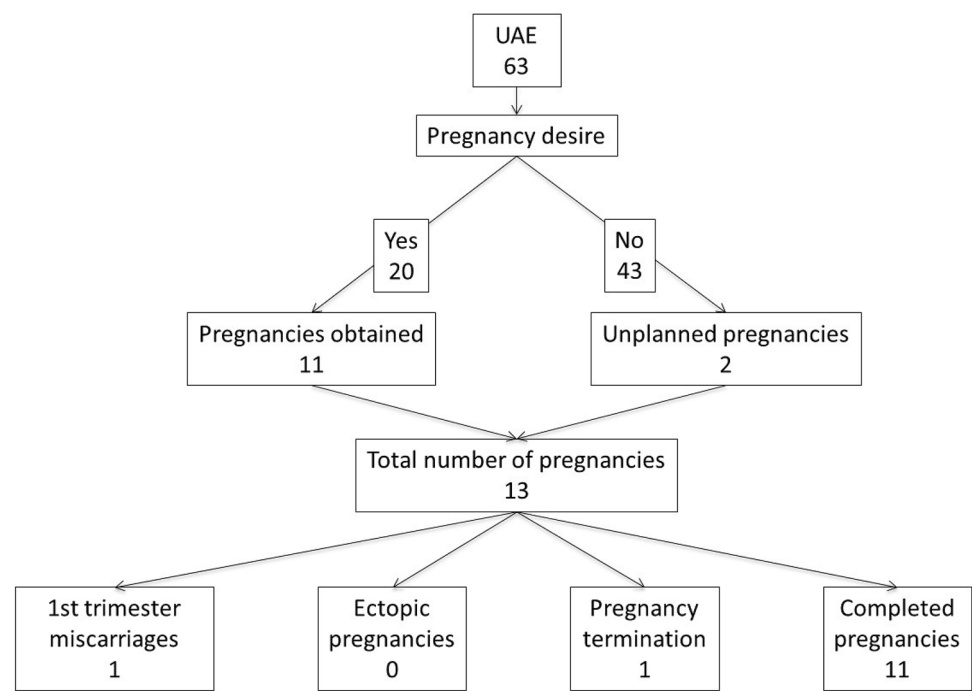 UAE
63
Pregnancy desire
Yes
20
No
43
Pregnancies obtained
11
Unplanned pregnancies
2
Total number of pregnancies
13
1st trimester
miscarriages
1
Ectopic
pregnancies
0
Pregnancy
termination
1
Completed
pregnancies
11